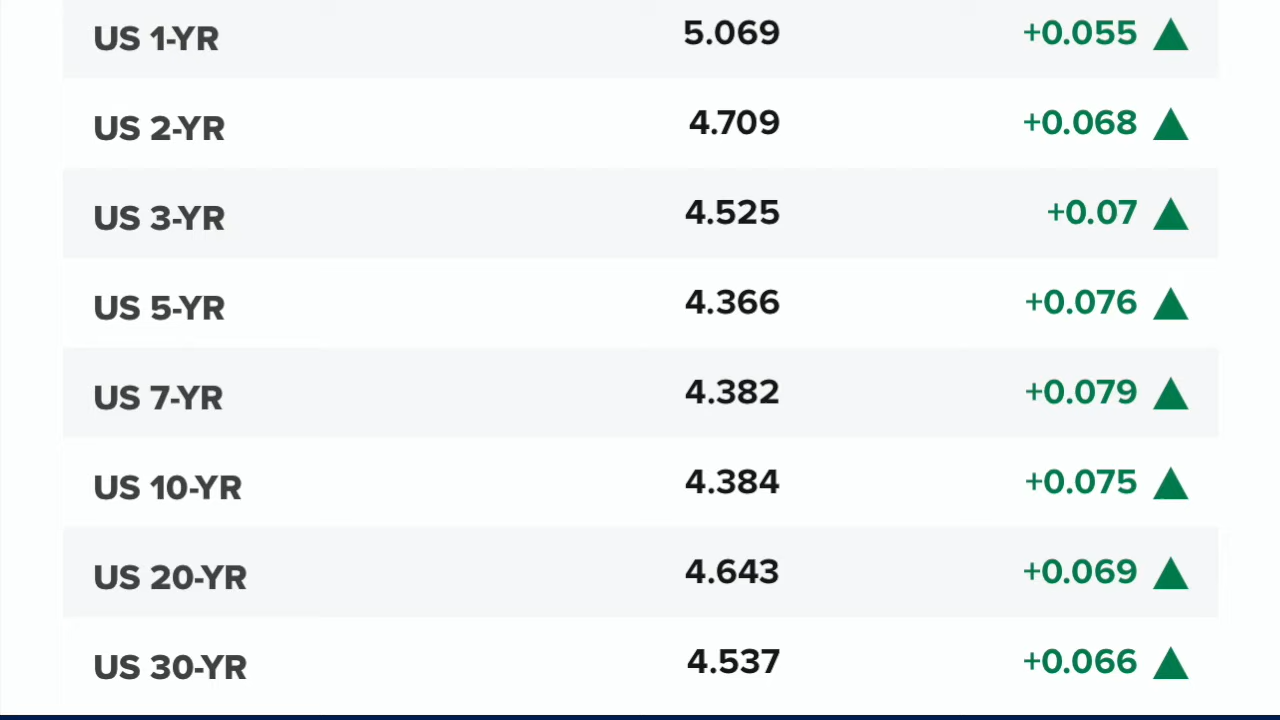 US 1-YR 5.069 +0.055 ▲
US 2-YR 4.709 +0.068 ▲
US 3-YR 4.525 +0.07 ▲
US 5-YR 4.366 +0.076 ▲
US 7-YR 4.382 +0.079 ▲
US 10-YR 4.384 +0.075 ▲
US 20-YR 4.643 +0.069 ▲
US 30-YR 4.537 +0.066 ▲